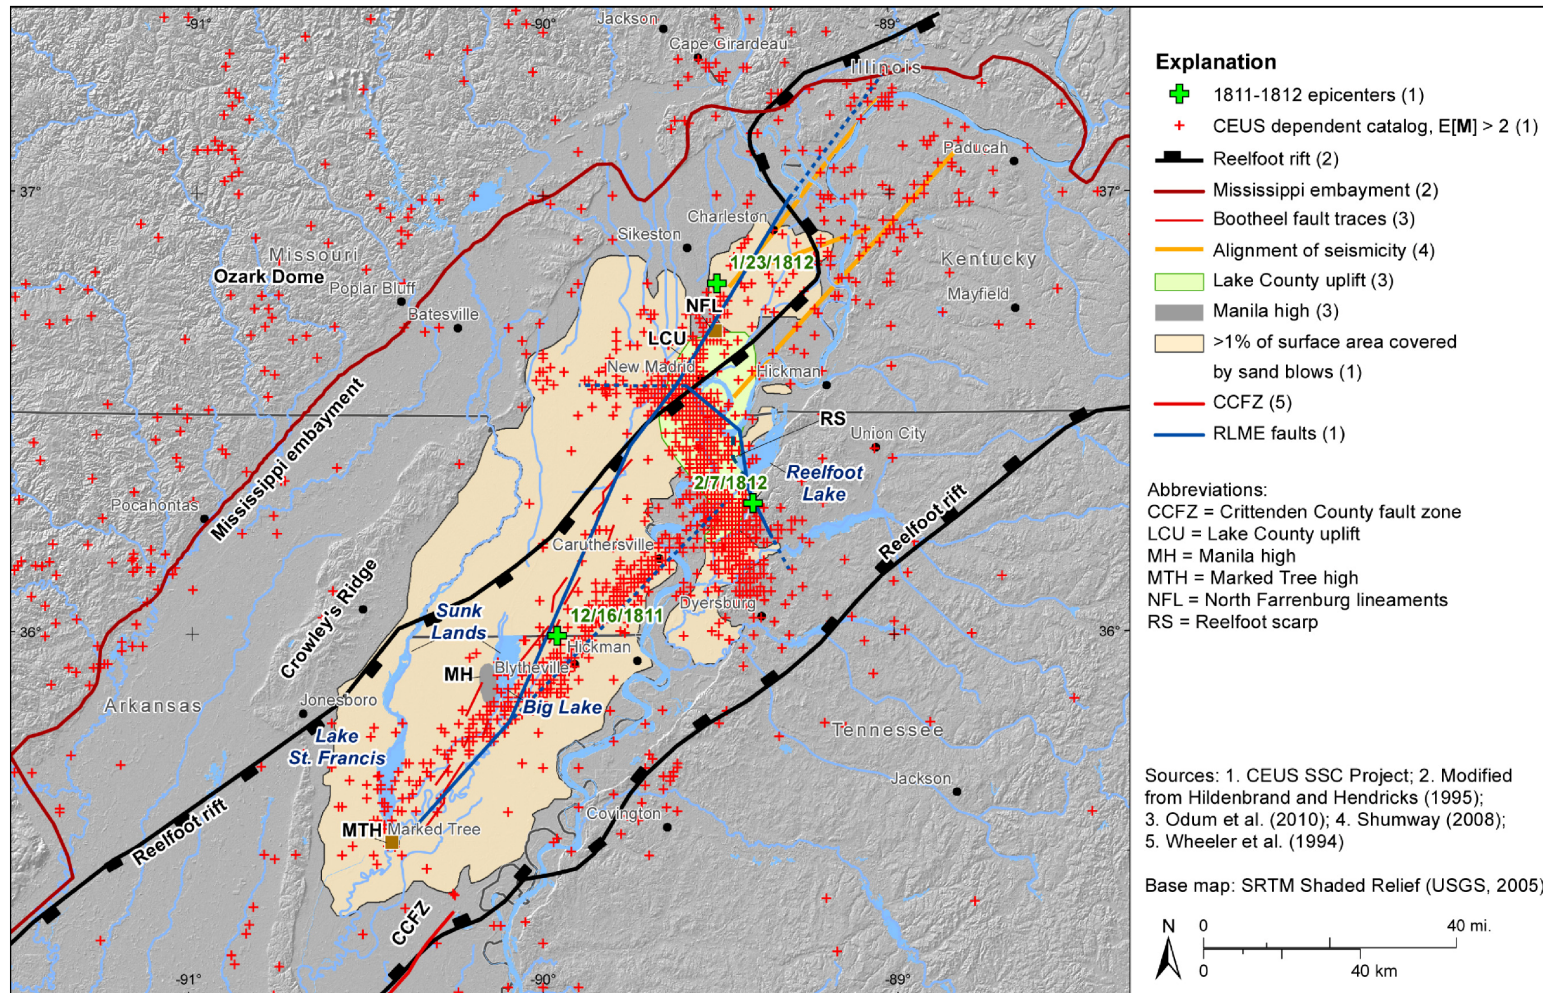 -91°
-90°
-89°
Jackson
Cape Girardeau
Illinois
Paducah
37°
37°
Charleston
Sikeston
Missouri
Ozark Dome
Poplar Bluff
Batesville
1/23/1812
Kentucky
Mayfield
NFL
LCU
New Madrid
Hickman
RS
Union City
Mississippi embayment
Reelfoot
Lake
2/7/1812
Pocahontas
Reelfoot rift
Caruthersville
Crowley's Ridge
Dyersburg
Sunk
Lands
12/16/1811
36°
36°
Hickman
MH
Blytheville
Big Lake
Arkansas
Jonesboro
Lake
St. Francis
Tennessee
Jackson
Covington
Reelfoot rift
MTH
Marked Tree
CCFZ
-91°
-90°
-89°
Explanation
1811-1812 epicenters (1)
CEUS dependent catalog, E[M] > 2 (1)
Reelfoot rift (2)
Mississippi embayment (2)
Bootheel fault traces (3)
Alignment of seismicity (4)
Lake County uplift (3)
Manila high (3)
>1% of surface area covered
by sand blows (1)
CCFZ (5)
RLME faults (1)
Abbreviations:
CCFZ = Crittenden County fault zone
LCU = Lake County uplift
MH = Manila high
MTH = Marked Tree high
NFL = North Farrenburg lineaments
RS = Reelfoot scarp
Sources: 1. CEUS SSC Project; 2. Modified
from Hildenbrand and Hendricks (1995);
3. Odum et al. (2010); 4. Shumway (2008);
5. Wheeler et al. (1994)
Base map: SRTM Shaded Relief (USGS, 2005)
N
0
40 mi.
0
40 km